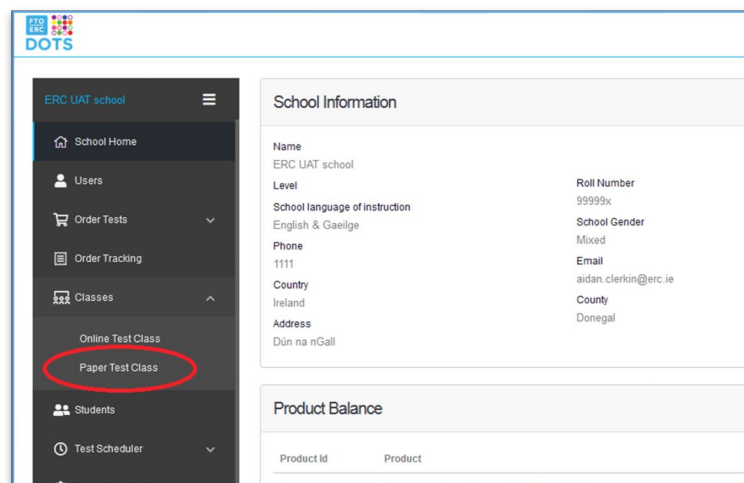 FTO
ERC
DOTS
ERC UAT school
School Home
Users
Order Tests
Order Tracking
Classes
Online Test Class
Paper Test Class
Students
Test Scheduler
School Information
Name
ERC UAT school
Level
School language of instruction
English & Gaeilge
Phone
1111
Country
Ireland
Address
Dún na nGall
Roll Number
99999x
School Gender
Mixed
Email
aidan.clerkin@erc.ie
County
Donegal
Product Balance
Product Id Product